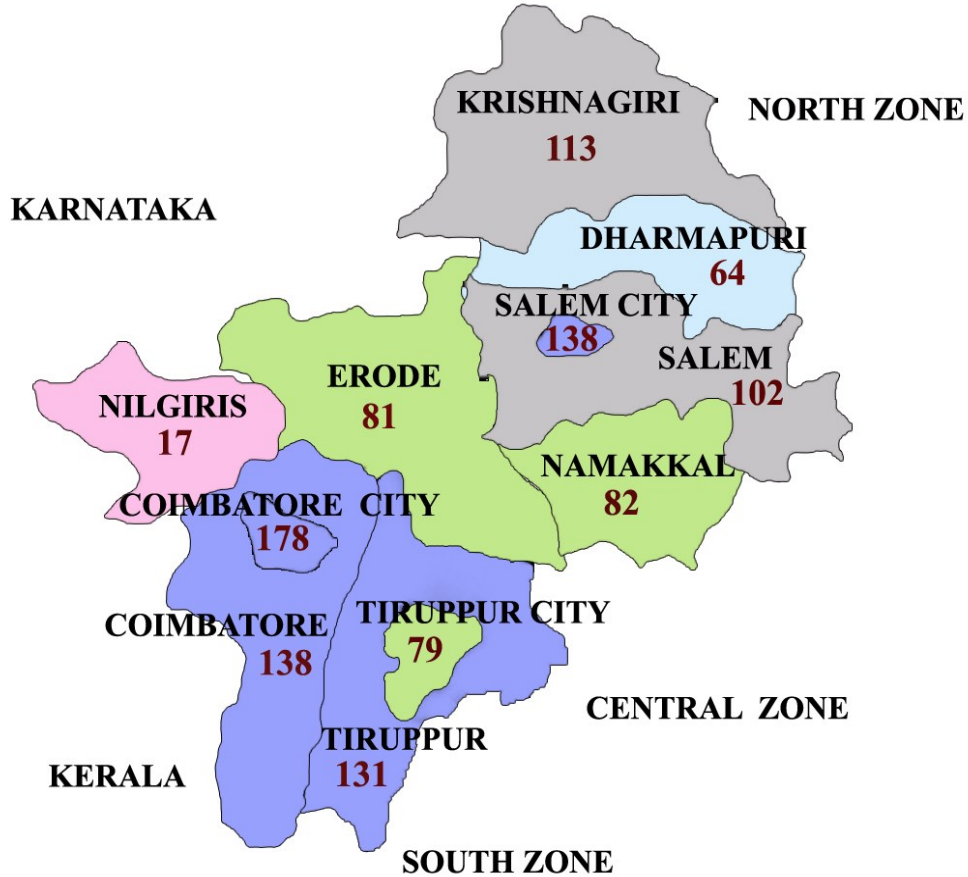 KRISHNAGIRI
113
NORTH ZONE
KARNATAKA
DHARMAPURI
64
SALEM CITY
138
SALEM
102
ERODE
81
NILGIRIS
17
NAMAKKAL
82
COIMBATORE CITY
178
TIRUPPUR CITY
79
COIMBATORE
138
CENTRAL ZONE
TIRUPPUR
131
KERALA
SOUTH ZONE